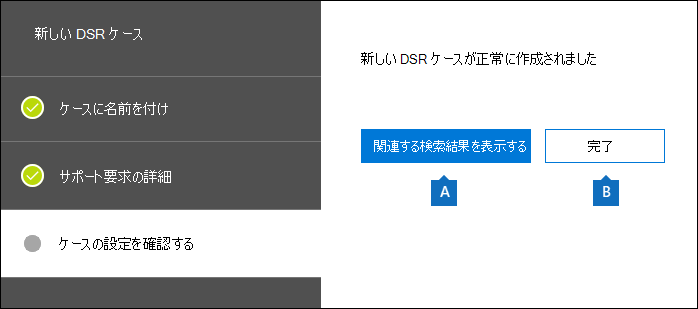 新しい DSR ケース
ケースに名前を付け
サポート要求の詳細
ケースの設定を確認する
新しい DSR ケースが正常に作成されました
関連する検索結果を表示する
完了
A
B